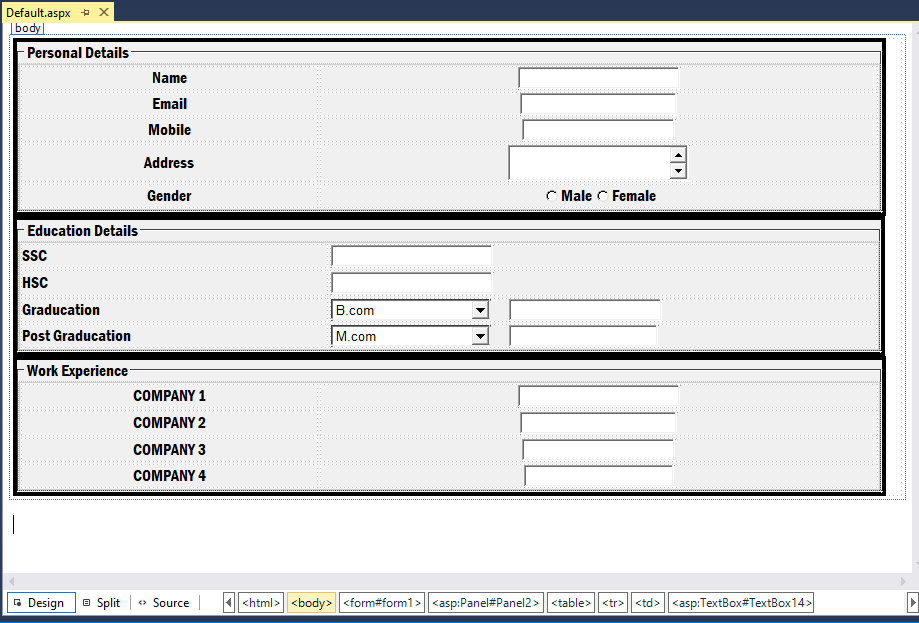 Default.aspx
body
Personal Details
Name
Email
Mobile
Address
Gender Male Female
Education Details
SSC
HSC
Graducation B.com
Post Graducation M.com
Work Experience
COMPANY 1
COMPANY 2
COMPANY 3
COMPANY 4
Design Split Source <html> <body> <form#form1> <asp:Panel#Panel2> <table> <tr> <td> <asp:TextBox#TextBox14>